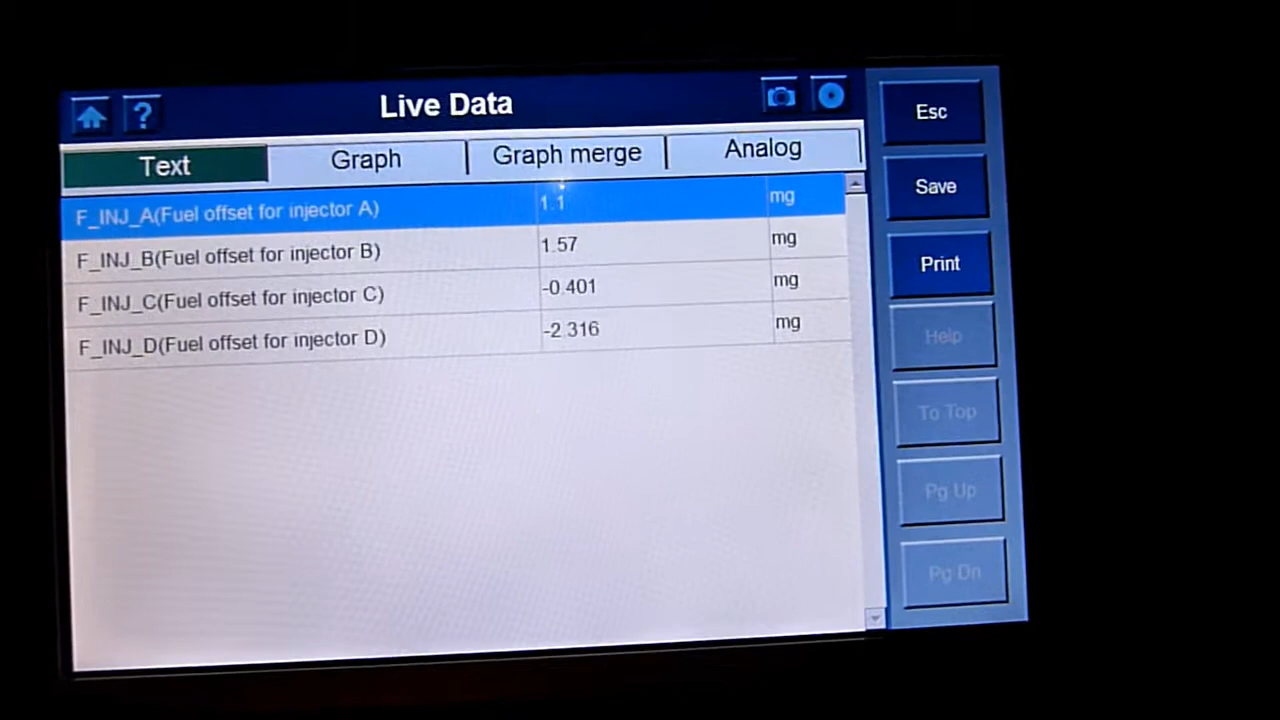 ?
Live Data
Esc
Text
Graph
Graph merge
Analog
Save
F_INJ_A(Fuel offset for injector A) 1.1 mg
F_INJ_B(Fuel offset for injector B) 1.57 mg
Print
F_INJ_C(Fuel offset for injector C) -0.401 mg
F_INJ_D(Fuel offset for injector D) -2.316 mg
Help
To Top
Pg Up
Pg Dn